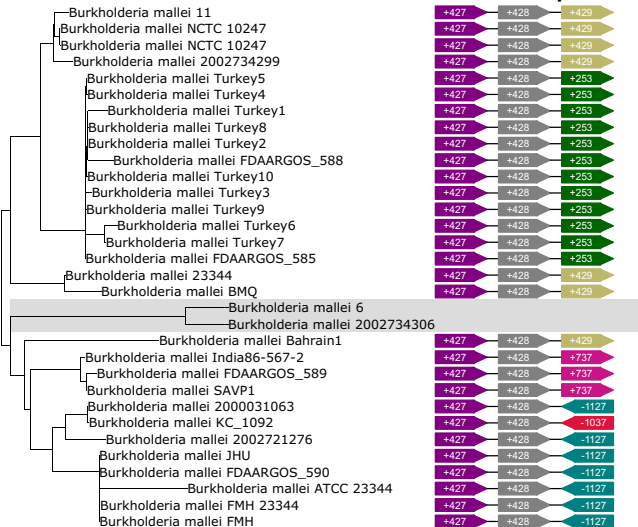 Burkholderia mallei 11 +427 +428 +429
Burkholderia mallei NCTC 10247 +427 +428 +429
Burkholderia mallei NCTC 10247 +427 +428 +429
Burkholderia mallei 2002734299 +427 +428 +429
Burkholderia mallei Turkey5 +427 +428 +253
Burkholderia mallei Turkey4 +427 +428 +253
Burkholderia mallei Turkey1 +427 +428 +253
Burkholderia mallei Turkey8 +427 +428 +253
Burkholderia mallei Turkey2 +427 +428 +253
Burkholderia mallei FDAARGOS_588 +427 +428 +253
Burkholderia mallei Turkey10 +427 +428 +253
Burkholderia mallei Turkey3 +427 +428 +253
Burkholderia mallei Turkey9 +427 +428 +253
Burkholderia mallei Turkey6 +427 +428 +253
Burkholderia mallei Turkey7 +427 +428 +253
Burkholderia mallei FDAARGOS_585 +427 +428 +253
Burkholderia mallei 23344 +427 +428 +429
Burkholderia mallei BMQ +427 +428 +429
Burkholderia mallei 6
Burkholderia mallei 2002734306
Burkholderia mallei Bahrain1 +427 +428 +429
Burkholderia mallei India86-567-2 +427 +428 +737
Burkholderia mallei FDAARGOS_589 +427 +428 +737
Burkholderia mallei SAVP1 +427 +428 +737
Burkholderia mallei 2000031063 +427 +428 -1127
Burkholderia mallei KC_1092 +427 +428 -1037
Burkholderia mallei 2002721276 +427 +428 -1127
Burkholderia mallei JHU +427 +428 -1127
Burkholderia mallei FDAARGOS_590 +427 +428 -1127
Burkholderia mallei ATCC 23344 +427 +428 -1127
Burkholderia mallei FMH 23344 +427 +428 -1127
Burkholderia mallei FMH +427 +428 -1127